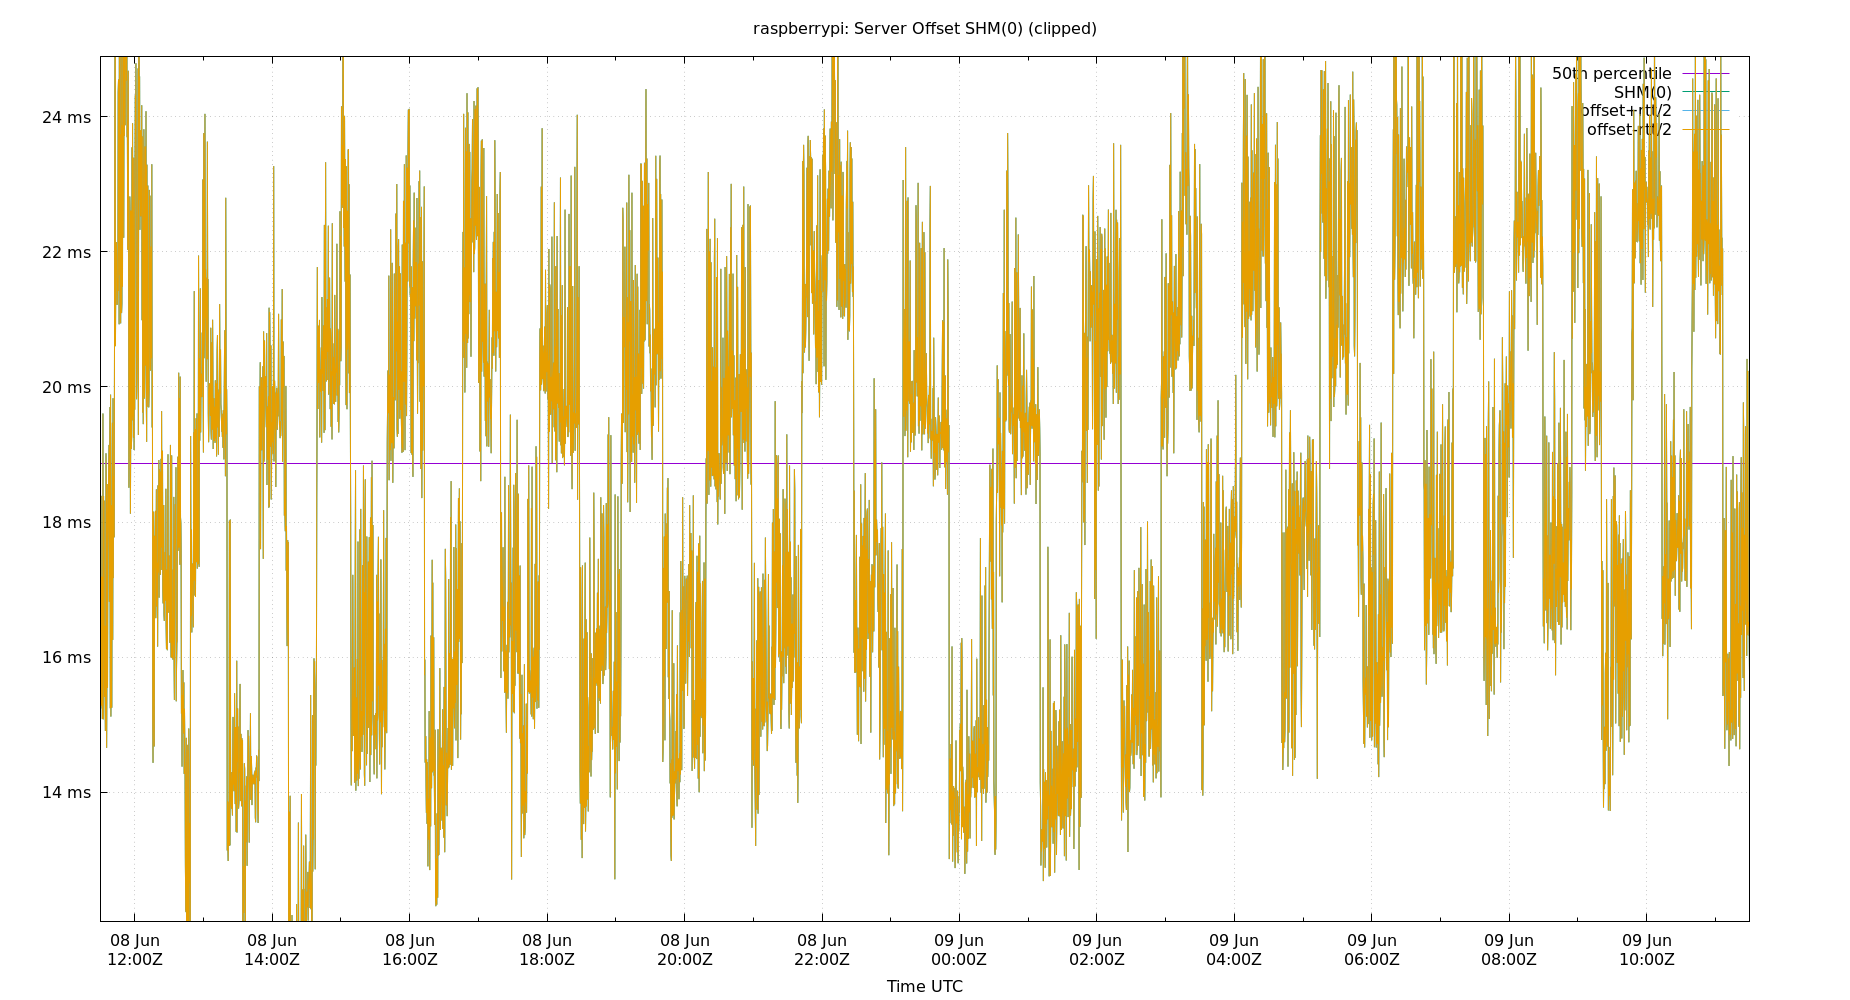 raspberrypi: Server Offset SHM(0) (clipped)
50th percentile
SHM(0)
offset+rtt/2
offset-rtt/2
24 ms
22 ms
20 ms
18 ms
16 ms
14 ms
08 Jun 08 Jun 08 Jun 08 Jun 08 Jun 08 Jun 09 Jun 09 Jun 09 Jun 09 Jun 09 Jun 09 Jun
12:00Z 14:00Z 16:00Z 18:00Z 20:00Z 22:00Z 00:00Z 02:00Z 04:00Z 06:00Z 08:00Z 10:00Z
Time UTC